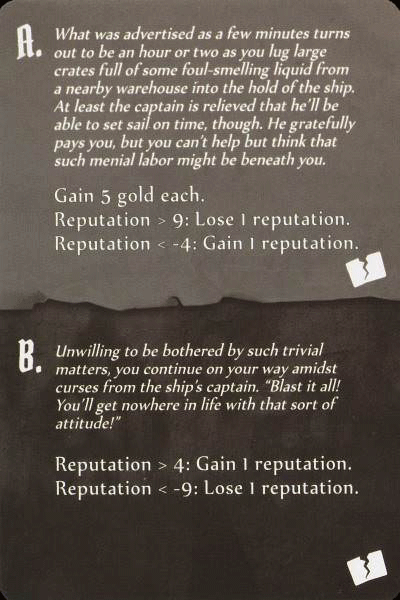 A. What was advertised as a few minutes turns
out to be an hour or two as you lug large
crates full of some foul-smelling liquid from
a nearby warehouse into the hold of the ship.
At least the captain is relieved that he'll be
able to set sail on time, though. He gratefully
pays you, but you can't help but think that
such menial labor might be beneath you.
Gain 5 gold each.
Reputation > 9: Lose 1 reputation.
Reputation < -4: Gain 1 reputation.
B. Unwilling to be bothered by such trivial
matters, you continue on your way amidst
curses from the ship's captain. "Blast it all!
You'll get nowhere in life with that sort of
attitude!"
Reputation > 4: Gain 1 reputation.
Reputation < -9: Lose 1 reputation.